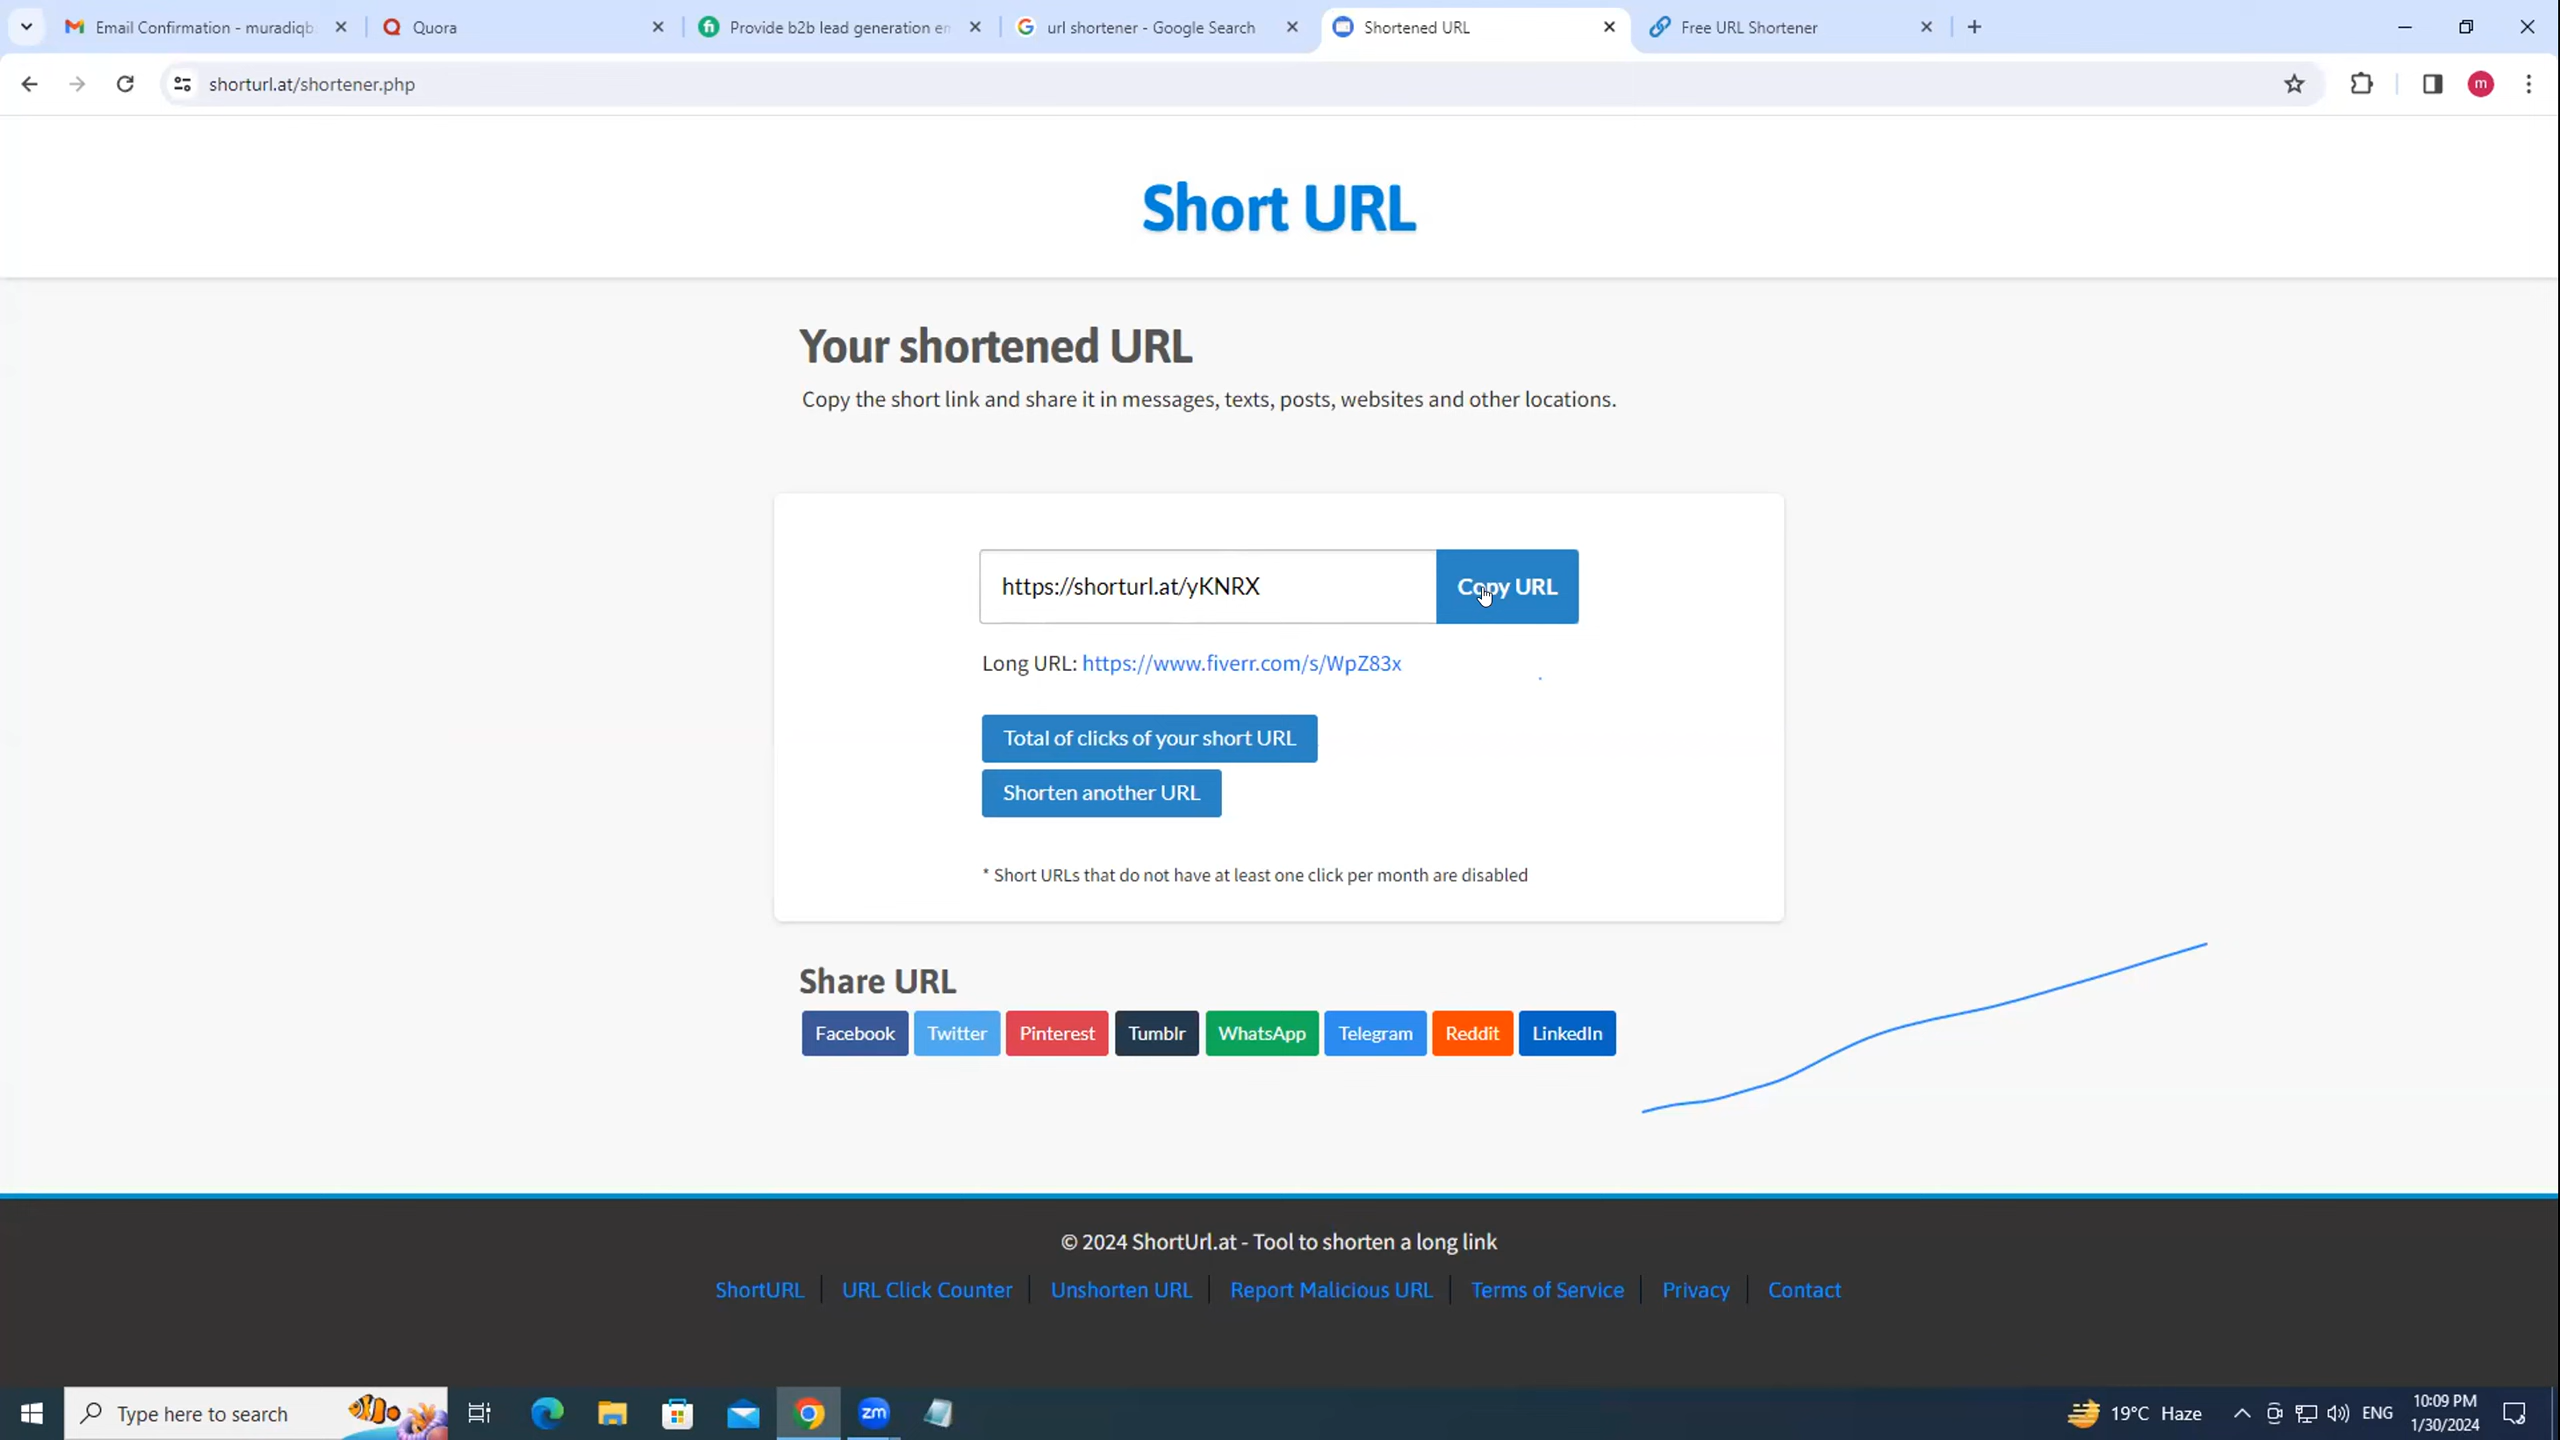 Email Confirmation - muradiqb
Quora
Provide b2b lead generation en
url shortener - Google Search
Shortened URL
Free URL Shortener
shorturl.at/shortener.php
m
Short URL
Your shortened URL
Copy the short link and share it in messages, texts, posts, websites and other locations.
https://shorturl.at/yKNRX
Copy URL
Long URL: https://www.fiverr.com/s/WpZ83x
Total of clicks of your short URL
Shorten another URL
* Short URLs that do not have at least one click per month are disabled
Share URL
Facebook Twitter Pinterest Tumblr WhatsApp Telegram Reddit LinkedIn
© 2024 ShortUrl.at - Tool to shorten a long link
ShortURL URL Click Counter Unshorten URL Report Malicious URL Terms of Service Privacy Contact
Type here to search
zm
19°C Haze
ENG
10:09 PM
1/30/2024